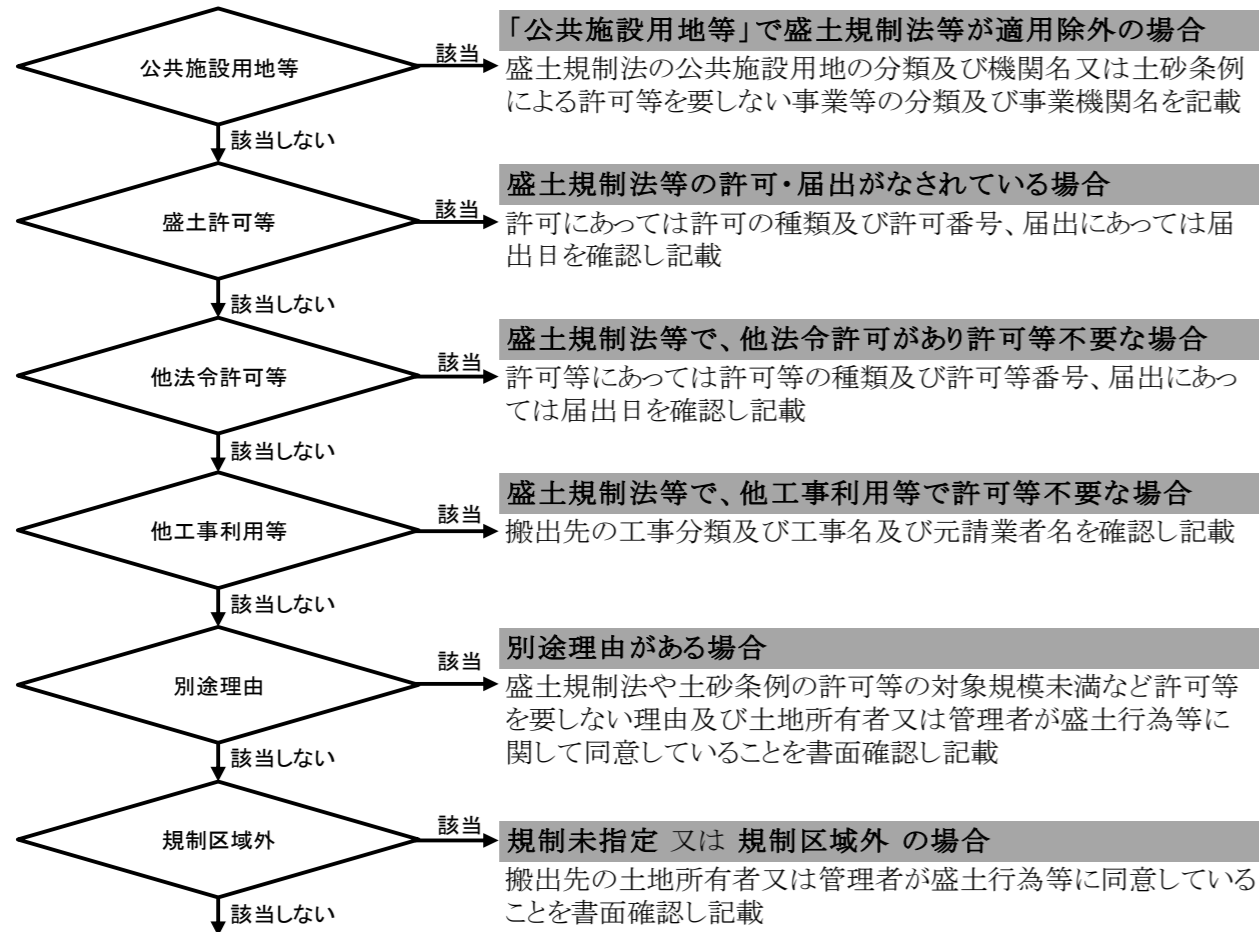 公共施設用地等
該当
「公共施設用地等」で盛土規制法等が適用除外の場合
盛土規制法の公共施設用地の分類及び機関名又は土砂条例
による許可等を要しない事業等の分類及び事業機関名を記載
該当しない
盛土許可等
該当
盛土規制法等の許可・届出がなされている場合
許可にあっては許可の種類及び許可番号、届出にあっては届
出日を確認し記載
該当しない
他法令許可等
該当
盛土規制法等で、他法令許可があり許可等不要な場合
許可等にあっては許可等の種類及び許可等番号、届出にあっ
ては届出日を確認し記載
該当しない
他工事利用等
該当
盛土規制法等で、他工事利用等で許可等不要な場合
搬出先の工事分類及び工事名及び元請業者名を確認し記載
該当しない
別途理由
該当
別途理由がある場合
盛土規制法や土砂条例の許可等の対象規模未満など許可等
を要しない理由及び土地所有者又は管理者が盛土行為等に
関して同意していることを書面確認し記載
該当しない
規制区域外
該当
規制未指定 又は 規制区域外 の場合
搬出先の土地所有者又は管理者が盛土行為等に同意している
ことを書面確認し記載
該当しない